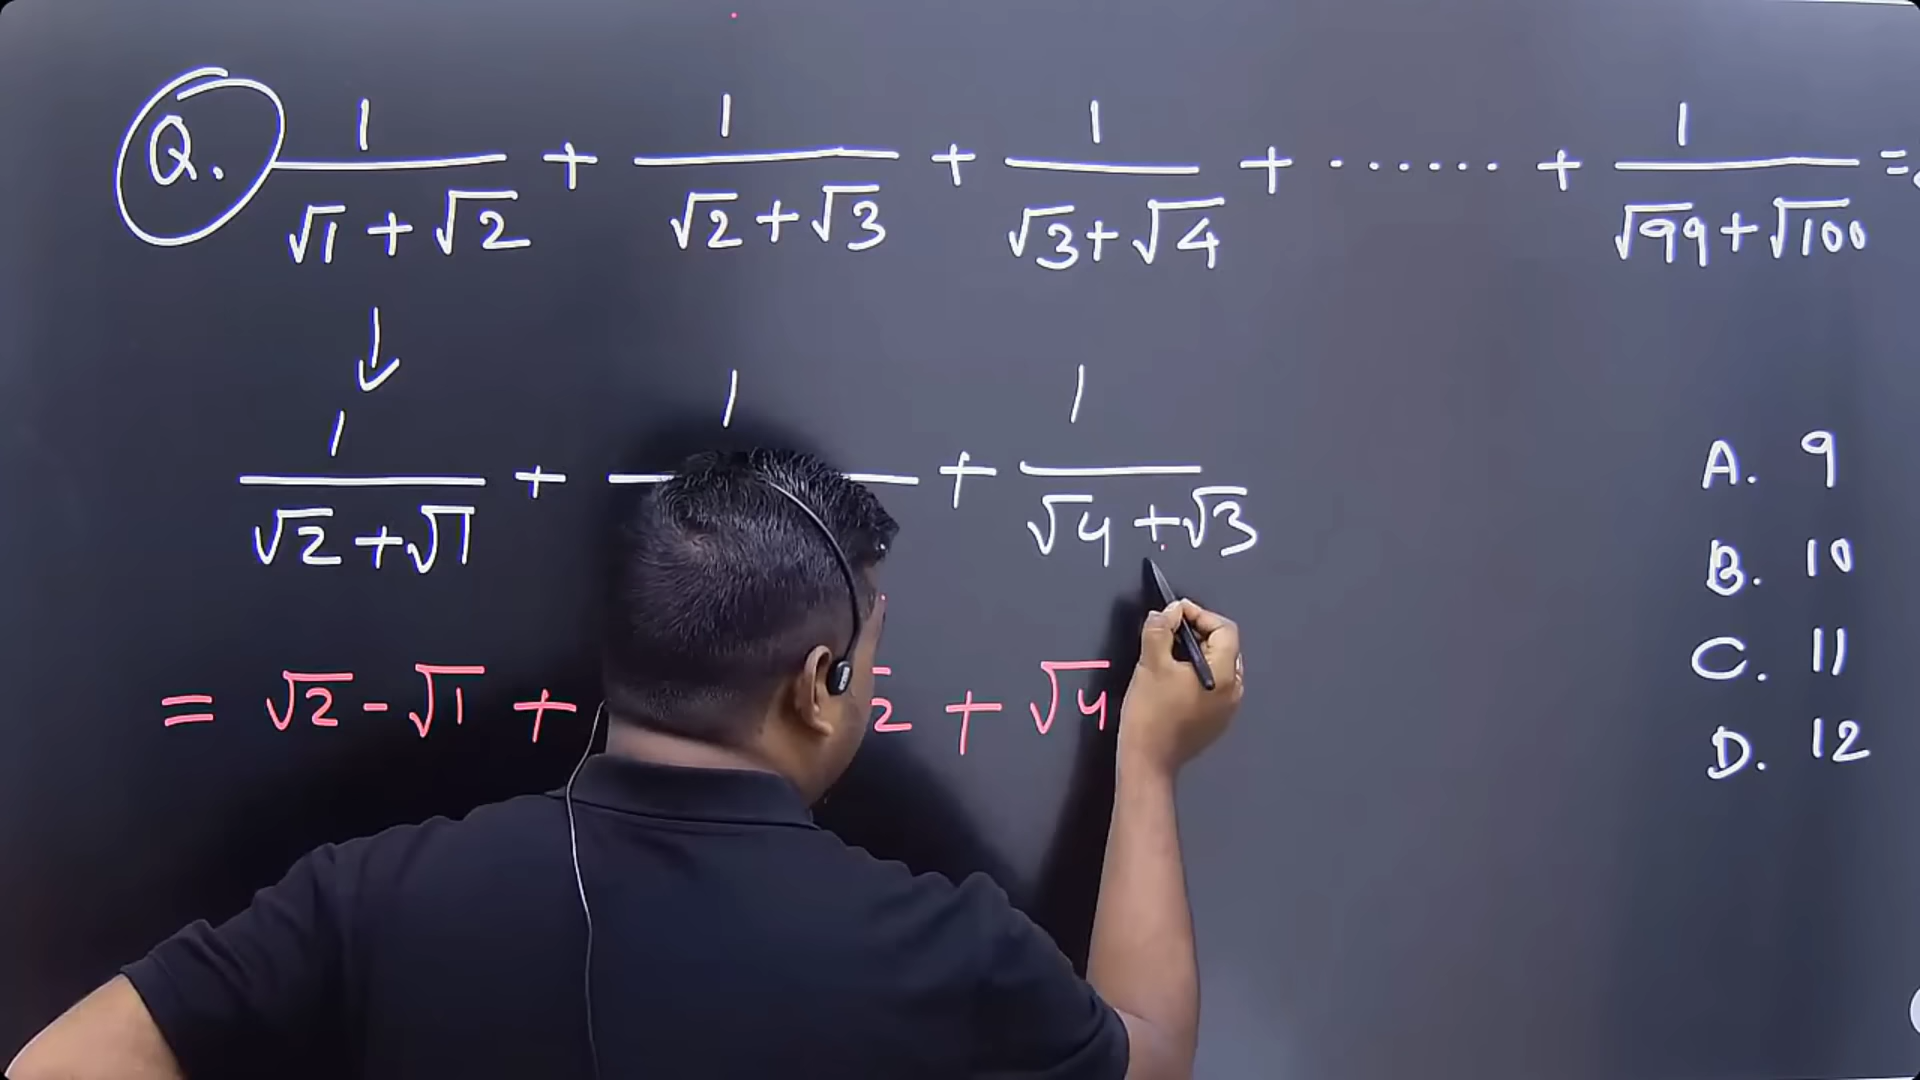 Q. 1/(√1 + √2) + 1/(√2 + √3) + 1/(√3 + √4) + ....... + 1/(√99 + √100) =
↓
1/(√2 + √1) + 1 + 1/(√4 + √3)
= √2 - √1 + 2 + √4
A. 9
B. 10
C. 11
D. 12